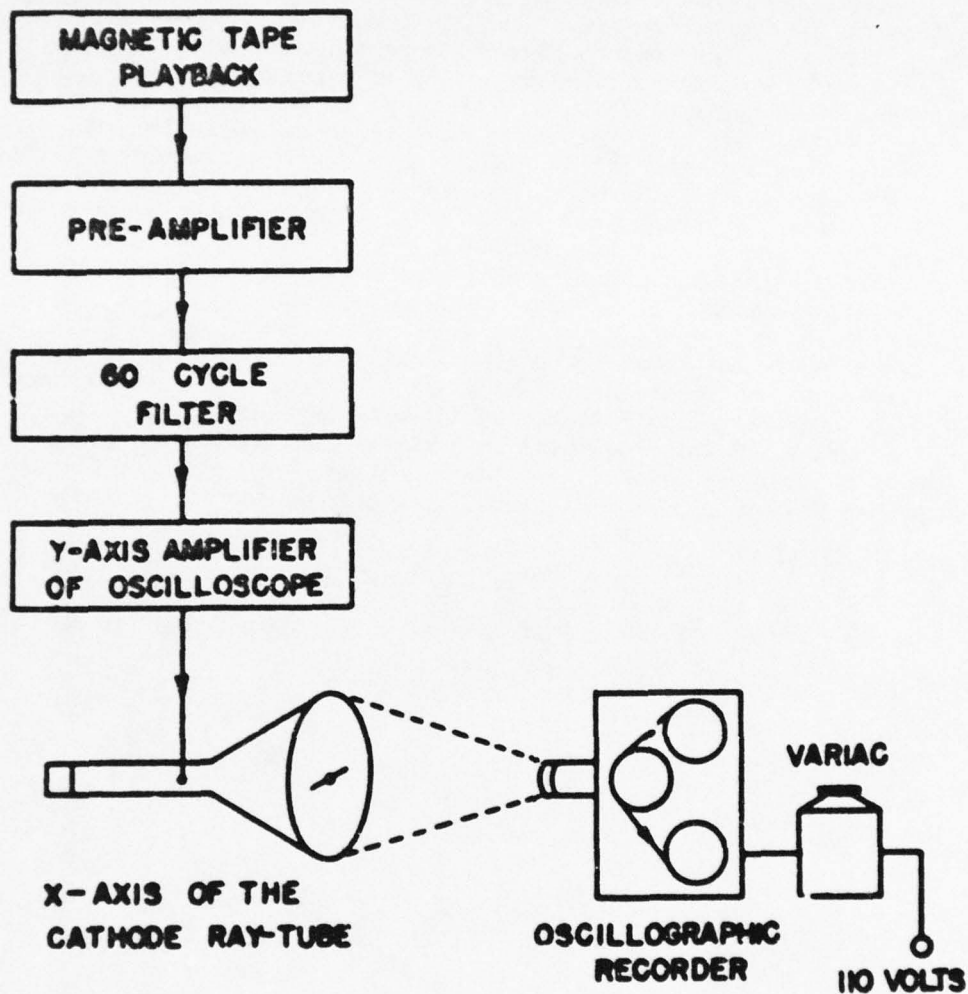 MAGNETIC TAPE
PLAYBACK
PRE-AMPLIFIER
60 CYCLE
FILTER
Y-AXIS AMPLIFIER
OF OSCILLOSCOPE
VARIAC
X-AXIS OF THE
CATHODE RAY-TUBE
OSCILLOGRAPHIC
RECORDER
110 VOLTS